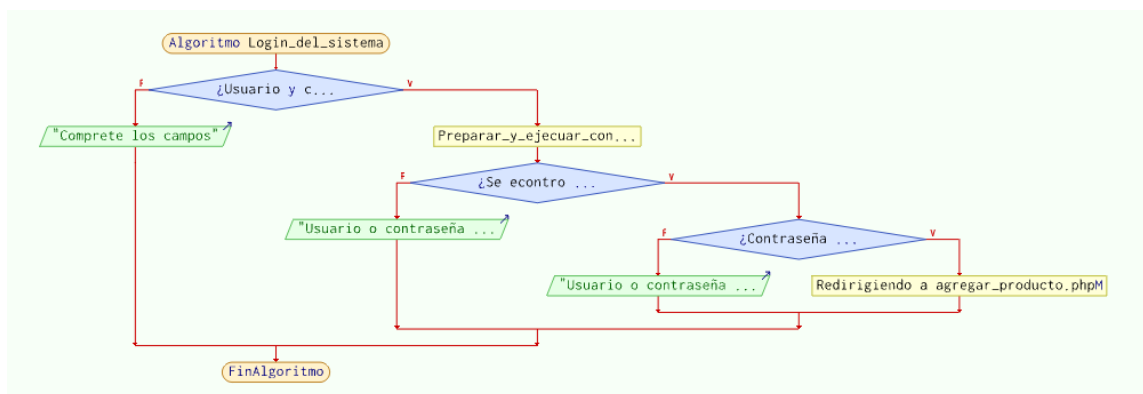 Algoritmo Login_del_sistema
F
V
¿Usuario y c...
"Comprete los campos"
Preparar_y_ejecuar_con...
F
V
¿Se econtro ...
"Usuario o contraseña ...
F
V
¿Contraseña ...
"Usuario o contraseña ...
Redirigiendo a agregar_producto.phpM
FinAlgoritmo